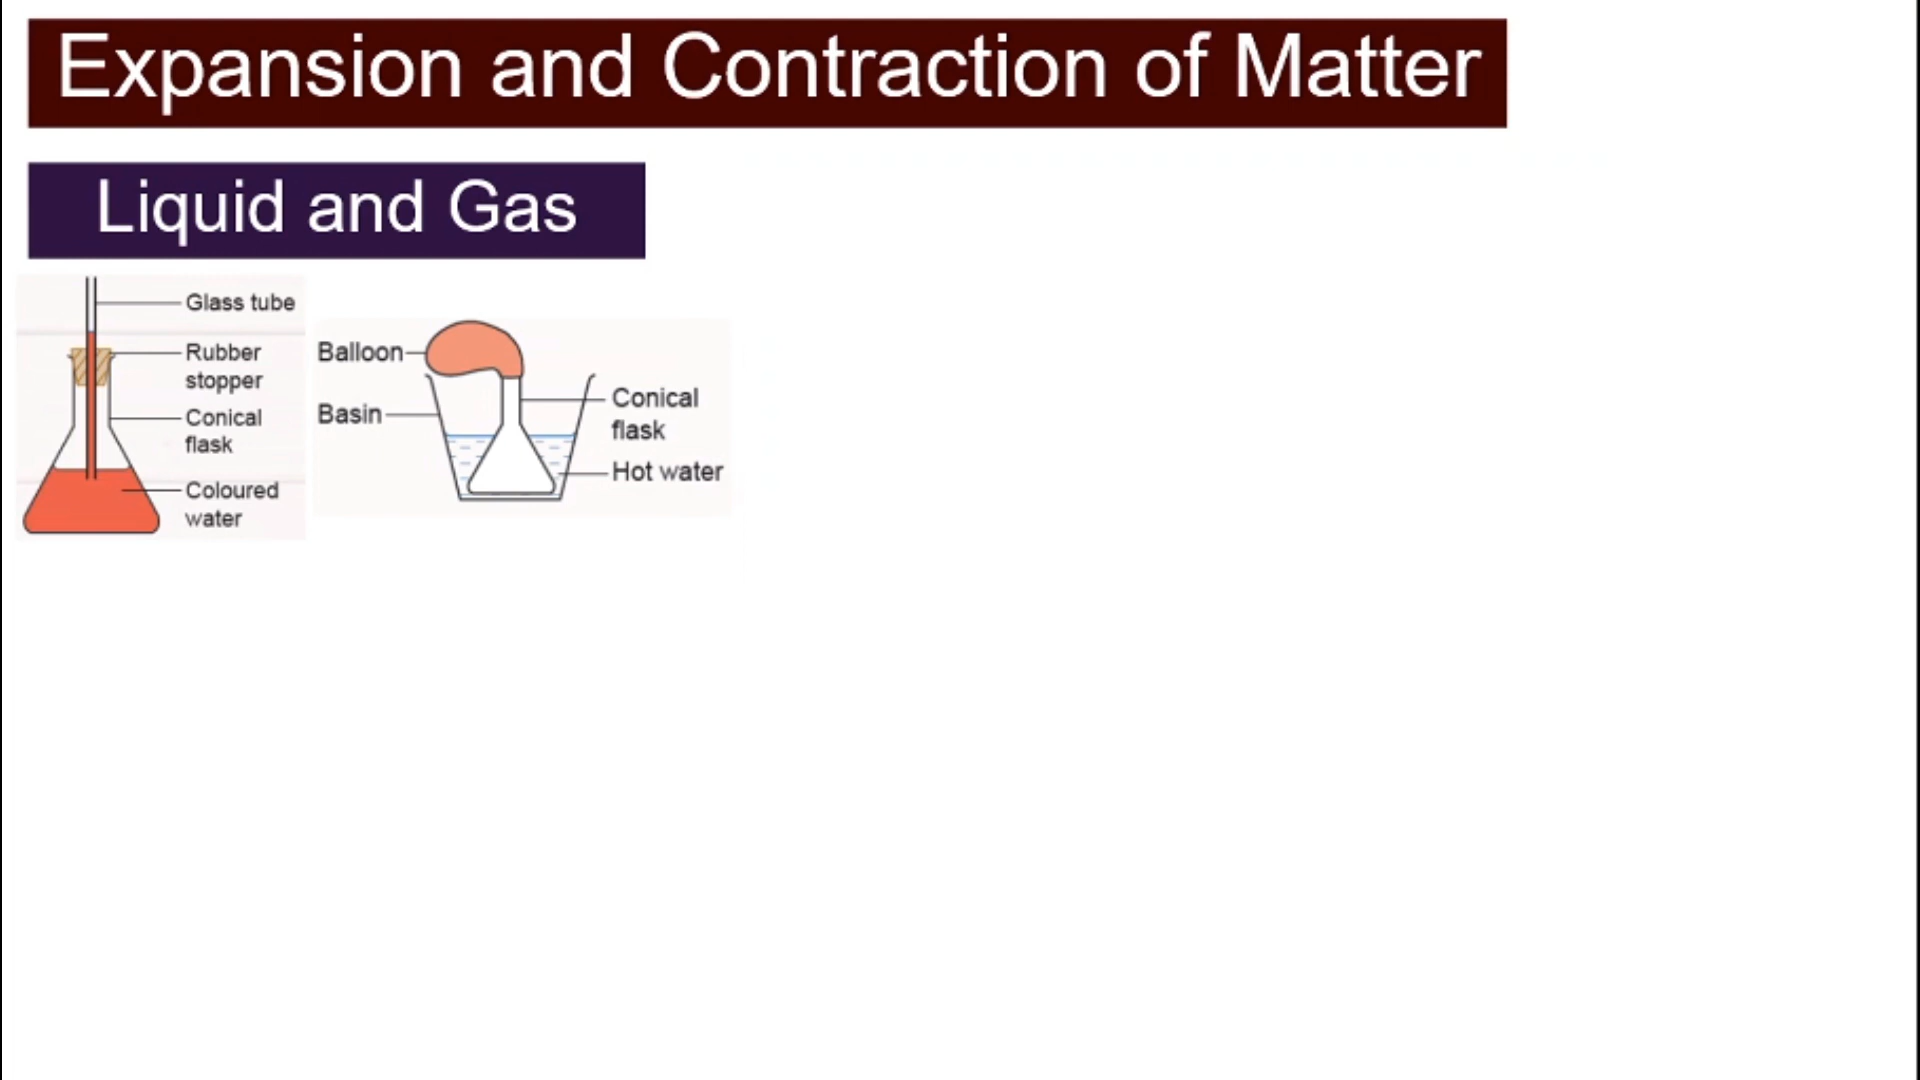 Expansion and Contraction of Matter
Liquid and Gas
Glass tube
Rubber
stopper
Conical
flask
Coloured
water
Balloon
Basin
Conical
flask
Hot water